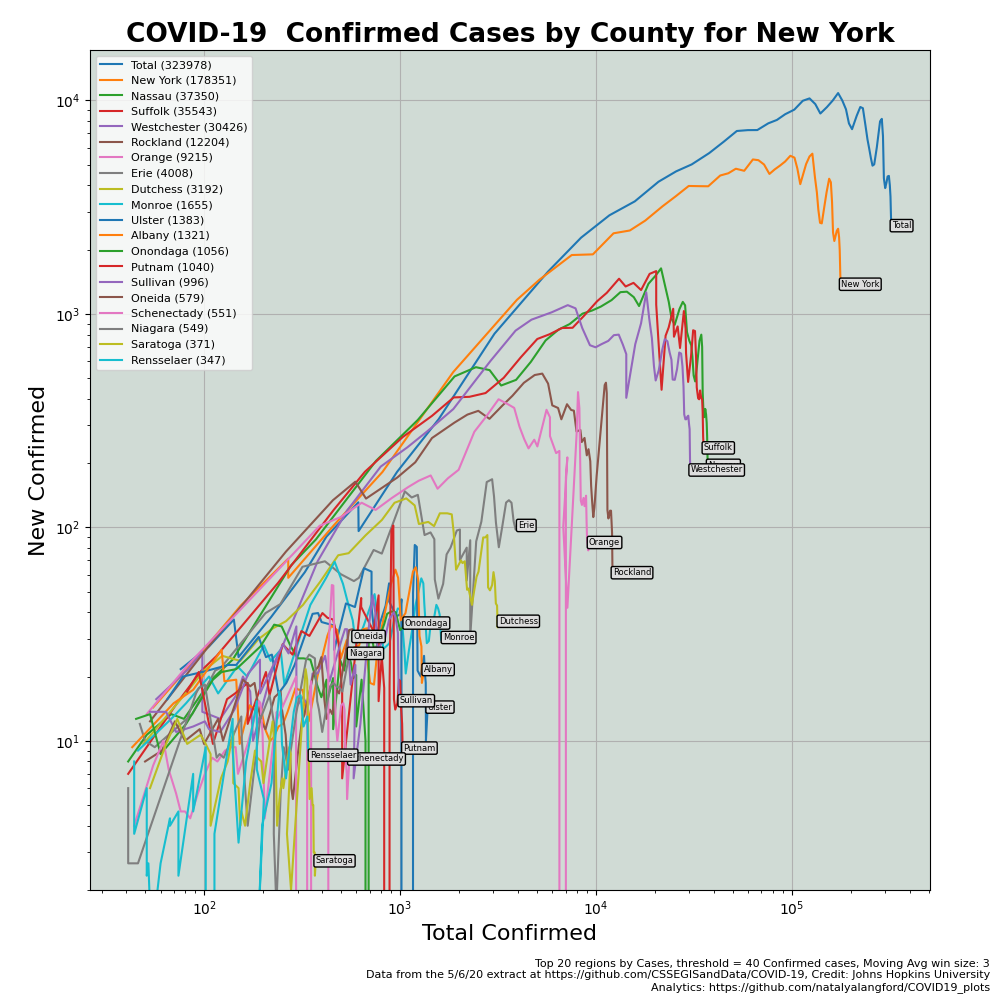 COVID-19  Confirmed Cases by County for New York
Total (323978)
New York (178351)
Nassau (37350)
Suffolk (35543)
Westchester (30426)
Rockland (12204)
Orange (9215)
Erie (4008)
Dutchess (3192)
Monroe (1655)
Ulster (1383)
Albany (1321)
Onondaga (1056)
Putnam (1040)
Sullivan (996)
Oneida (579)
Schenectady (551)
Niagara (549)
Saratoga (371)
Rensselaer (347)
New Confirmed
10⁴
10³
10²
10¹
Total
New York
Suffolk
Westchester
Erie
Orange
Rockland
Dutchess
Onondaga
Oneida
Monroe
Niagara
Albany
Sullivan
Putnam
Rensselaer
Saratoga
10² 10³ 10⁴ 10⁵
Total Confirmed
Top 20 regions by Cases, threshold = 40 Confirmed cases, Moving Avg win size: 3
Data from the 5/6/20 extract at https://github.com/CSSEGISandData/COVID-19, Credit: Johns Hopkins University
Analytics: https://github.com/natalyalangford/COVID19_plots